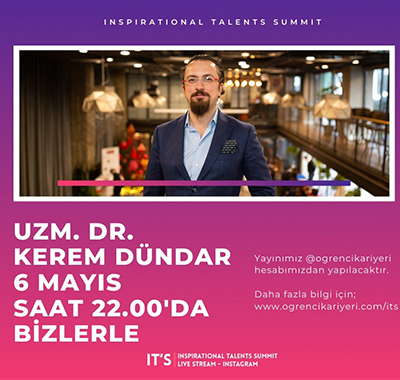 INSPIRATIONAL TALENTS SUMMIT
UZM. DR.
KEREM DÜNDAR
6 MAYIS
SAAT 22.00'DA
BİZLERLE
Yayınımız @ogrencikariyeri
hesabımızdan yapılacaktır.
Daha fazla bilgi için;
www.ogrencikariyeri.com/its
IT'S
INSPIRATIONAL TALENTS SUMMIT
LIVE STREAM - INSTAGRAM